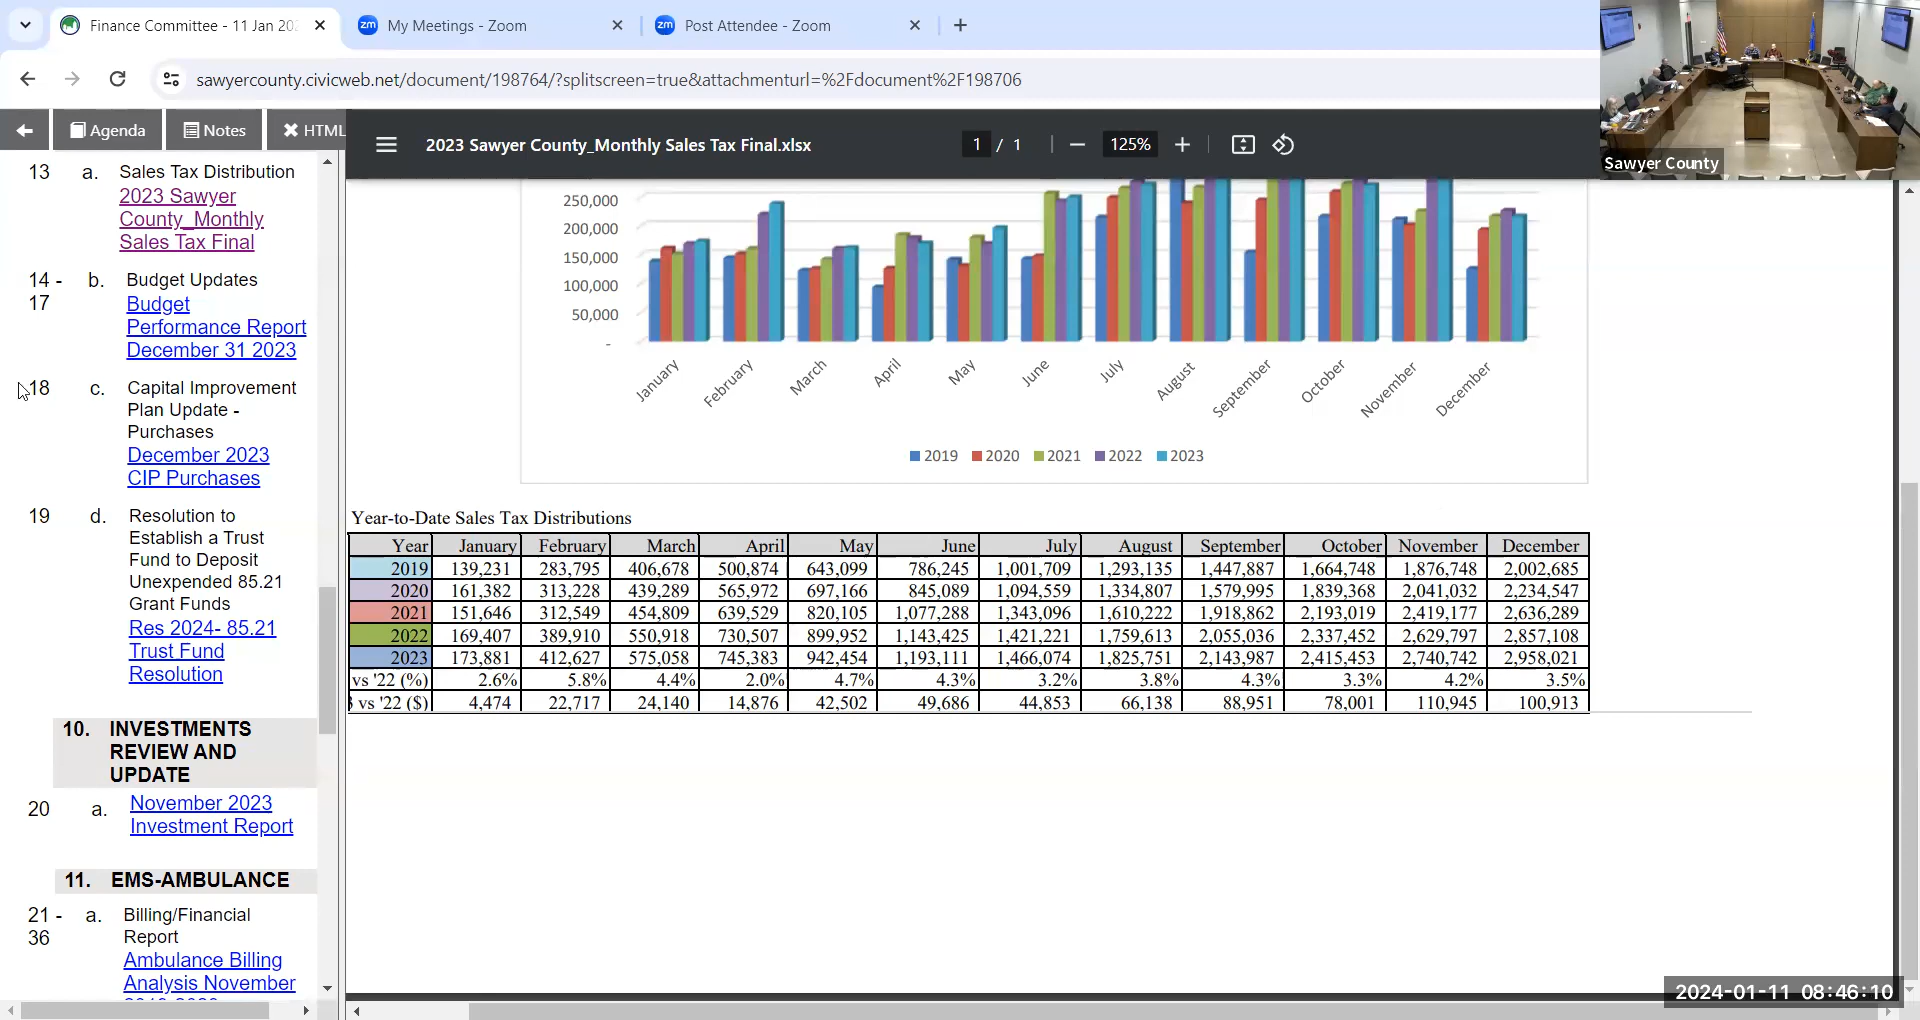 Finance Committee - 11 Jan 202
My Meetings - Zoom
Post Attendee - Zoom
sawyercounty.civicweb.net/document/198764/?splitscreen=true&attachmenturl=%2Fdocument%2F198706
Agenda
Notes
HTML
2023 Sawyer County_Monthly Sales Tax Final.xlsx
1 / 1
125%
Sawyer County
13 a. Sales Tax Distribution
2023 Sawyer
County_Monthly
Sales Tax Final
14 - b. Budget Updates
17 Budget
Performance Report
December 31 2023
18 c. Capital Improvement
Plan Update -
Purchases
December 2023
CIP Purchases
19 d. Resolution to
Establish a Trust
Fund to Deposit
Unexpended 85.21
Grant Funds
Res 2024- 85.21
Trust Fund
Resolution
10. INVESTMENTS
REVIEW AND
UPDATE
20 a. November 2023
Investment Report
11. EMS-AMBULANCE
21 - a. Billing/Financial
36 Report
Ambulance Billing
Analysis November
250,000
200,000
150,000
100,000
50,000
-
January February March April May June July August September October November December
2019 2020 2021 2022 2023
Year-to-Date Sales Tax Distributions
Year January February March April May June July August September October November December
2019 139,231 283,795 406,678 500,874 643,099 786,245 1,001,709 1,293,135 1,447,887 1,664,748 1,876,748 2,002,685
2020 161,382 313,228 439,289 565,972 697,166 845,089 1,094,559 1,334,807 1,579,995 1,839,368 2,041,032 2,234,547
2021 151,646 312,549 454,809 639,529 820,105 1,077,288 1,343,096 1,610,222 1,918,862 2,193,019 2,419,177 2,636,289
2022 169,407 389,910 550,918 730,507 899,952 1,143,425 1,421,221 1,759,613 2,055,036 2,337,452 2,629,797 2,857,108
2023 173,881 412,627 575,058 745,383 942,454 1,193,111 1,466,074 1,825,751 2,143,987 2,415,453 2,740,742 2,958,021
vs '22 (%) 2.6% 5.8% 4.4% 2.0% 4.7% 4.3% 3.2% 3.8% 4.3% 3.3% 4.2% 3.5%
vs '22 ($) 4,474 22,717 24,140 14,876 42,502 49,686 44,853 66,138 88,951 78,001 110,945 100,913
2024-01-11 08:46:10